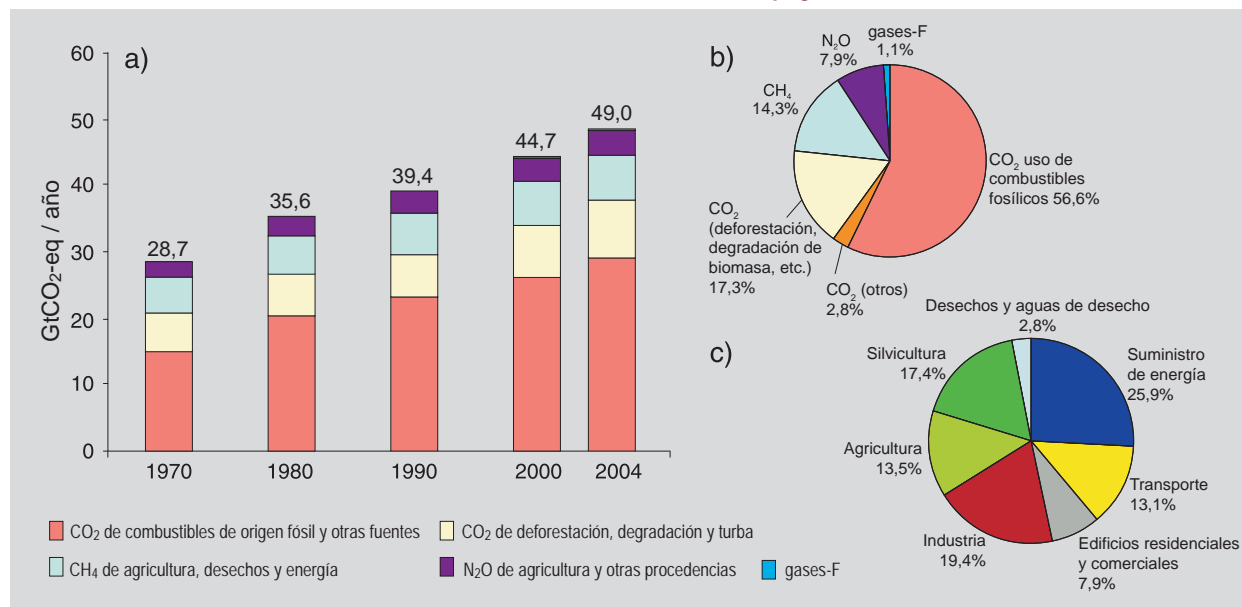 a)
GtCO₂-eq / año
60
50
40
30
20
10
0
28,7
35,6
39,4
44,7
49,0
1970
1980
1990
2000
2004
CO₂ de combustibles de origen fósil y otras fuentes
CO₂ de deforestación, degradación y turba
CH₄ de agricultura, desechos y energía
N₂O de agricultura y otras procedencias
gases-F
b)
gases-F
1,1%
N₂O
7,9%
CH₄
14,3%
CO₂
(deforestación,
degradación de
biomasa, etc.)
17,3%
CO₂ (otros)
2,8%
CO₂ uso de
combustibles
fosílicos 56,6%
c)
Desechos y aguas de desecho
2,8%
Silvicultura
17,4%
Agricultura
13,5%
Industria
19,4%
Edificios residenciales
y comerciales
7,9%
Transporte
13,1%
Suministro
de energía
25,9%